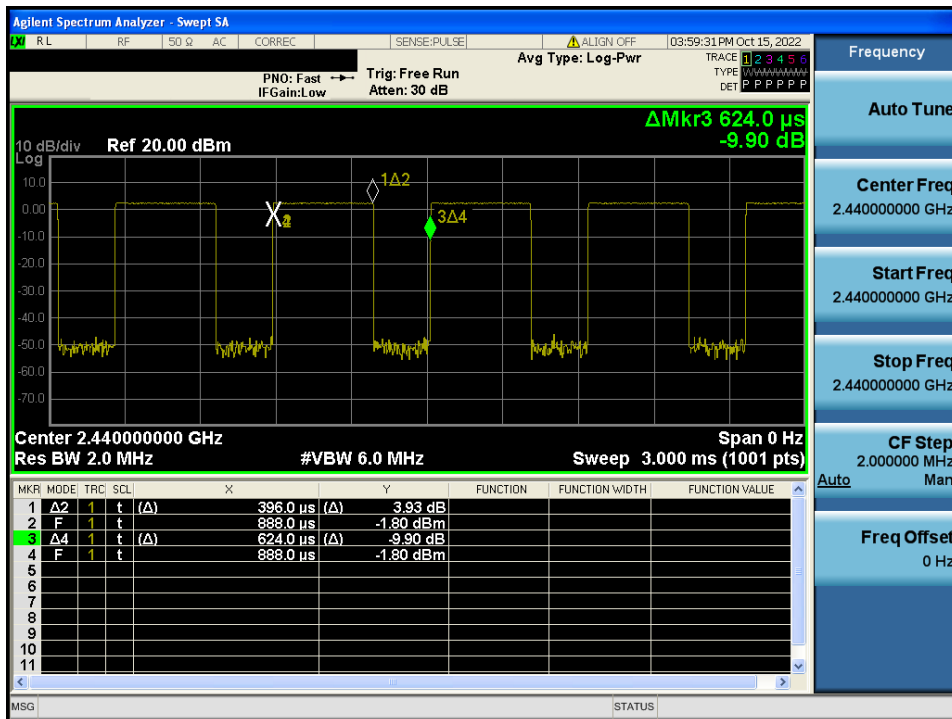 Agilent Spectrum Analyzer - Swept SA
LXI RL RF 50 Ω AC CORREC SENSE:PULSE ALIGN OFF 03:59:31 PM Oct 15, 2022
Frequency
PNO: Fast
IFGain:Low
Trig: Free Run
Atten: 30 dB
Avg Type: Log-Pwr
TRACE 1 2 3 4 5 6
TYPE WWWWWW
DET P P P P P P
Auto Tune
ΔMkr3 624.0 µs
-9.90 dB
10 dB/div
Log
Ref 20.00 dBm
10.0
0.00
-10.0
-20.0
-30.0
-40.0
-50.0
-60.0
-70.0
1Δ2
3Δ4
Center Freq
2.440000000 GHz
Start Freq
2.440000000 GHz
Stop Freq
2.440000000 GHz
CF Step
2.000000 MHz
Auto Man
Freq Offset
0 Hz
Center 2.440000000 GHz Span 0 Hz
Res BW 2.0 MHz #VBW 6.0 MHz Sweep 3.000 ms (1001 pts)
MKR MODE TRC SCL X Y FUNCTION FUNCTION WIDTH FUNCTION VALUE
1 Δ2 1 t (Δ) 396.0 µs (Δ) 3.93 dB
2 F 1 t 888.0 µs -1.80 dBm
3 Δ4 1 t (Δ) 624.0 µs (Δ) -9.90 dB
4 F 1 t 888.0 µs -1.80 dBm
5
6
7
8
9
10
11
MSG STATUS